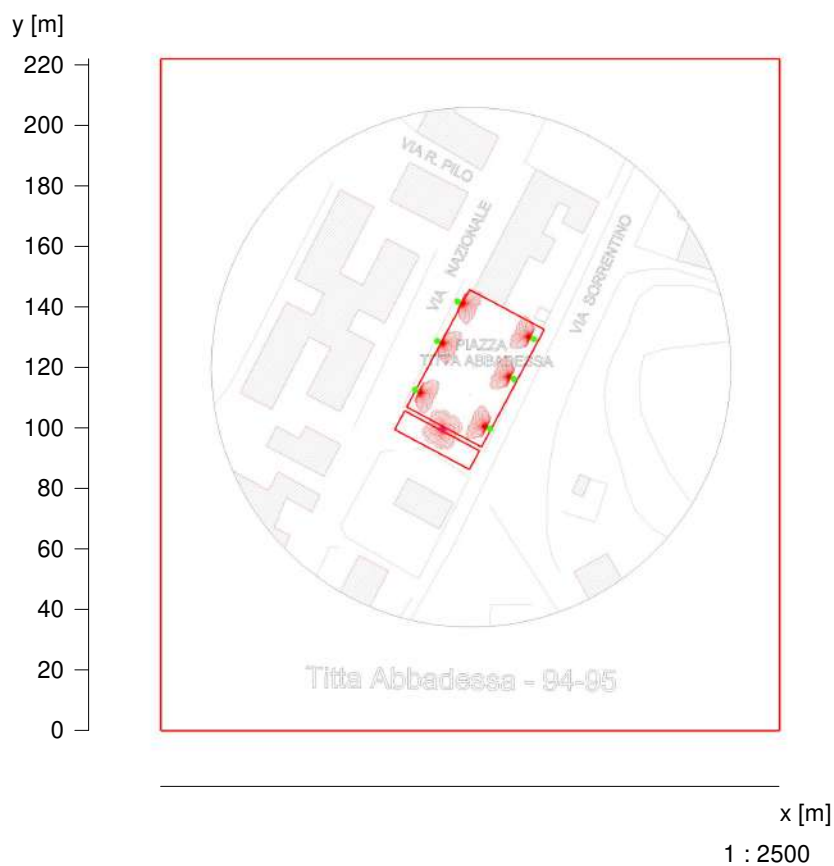 y [m]
220
200
180
160
140
120
100
80
60
40
20
0
VIA R. PILO
VIA NAZIONALE
VIA SORRENTINO
PIAZZA
TITTA ABBADESSA
Titta Abbadessa - 94-95
x [m]
1 : 2500